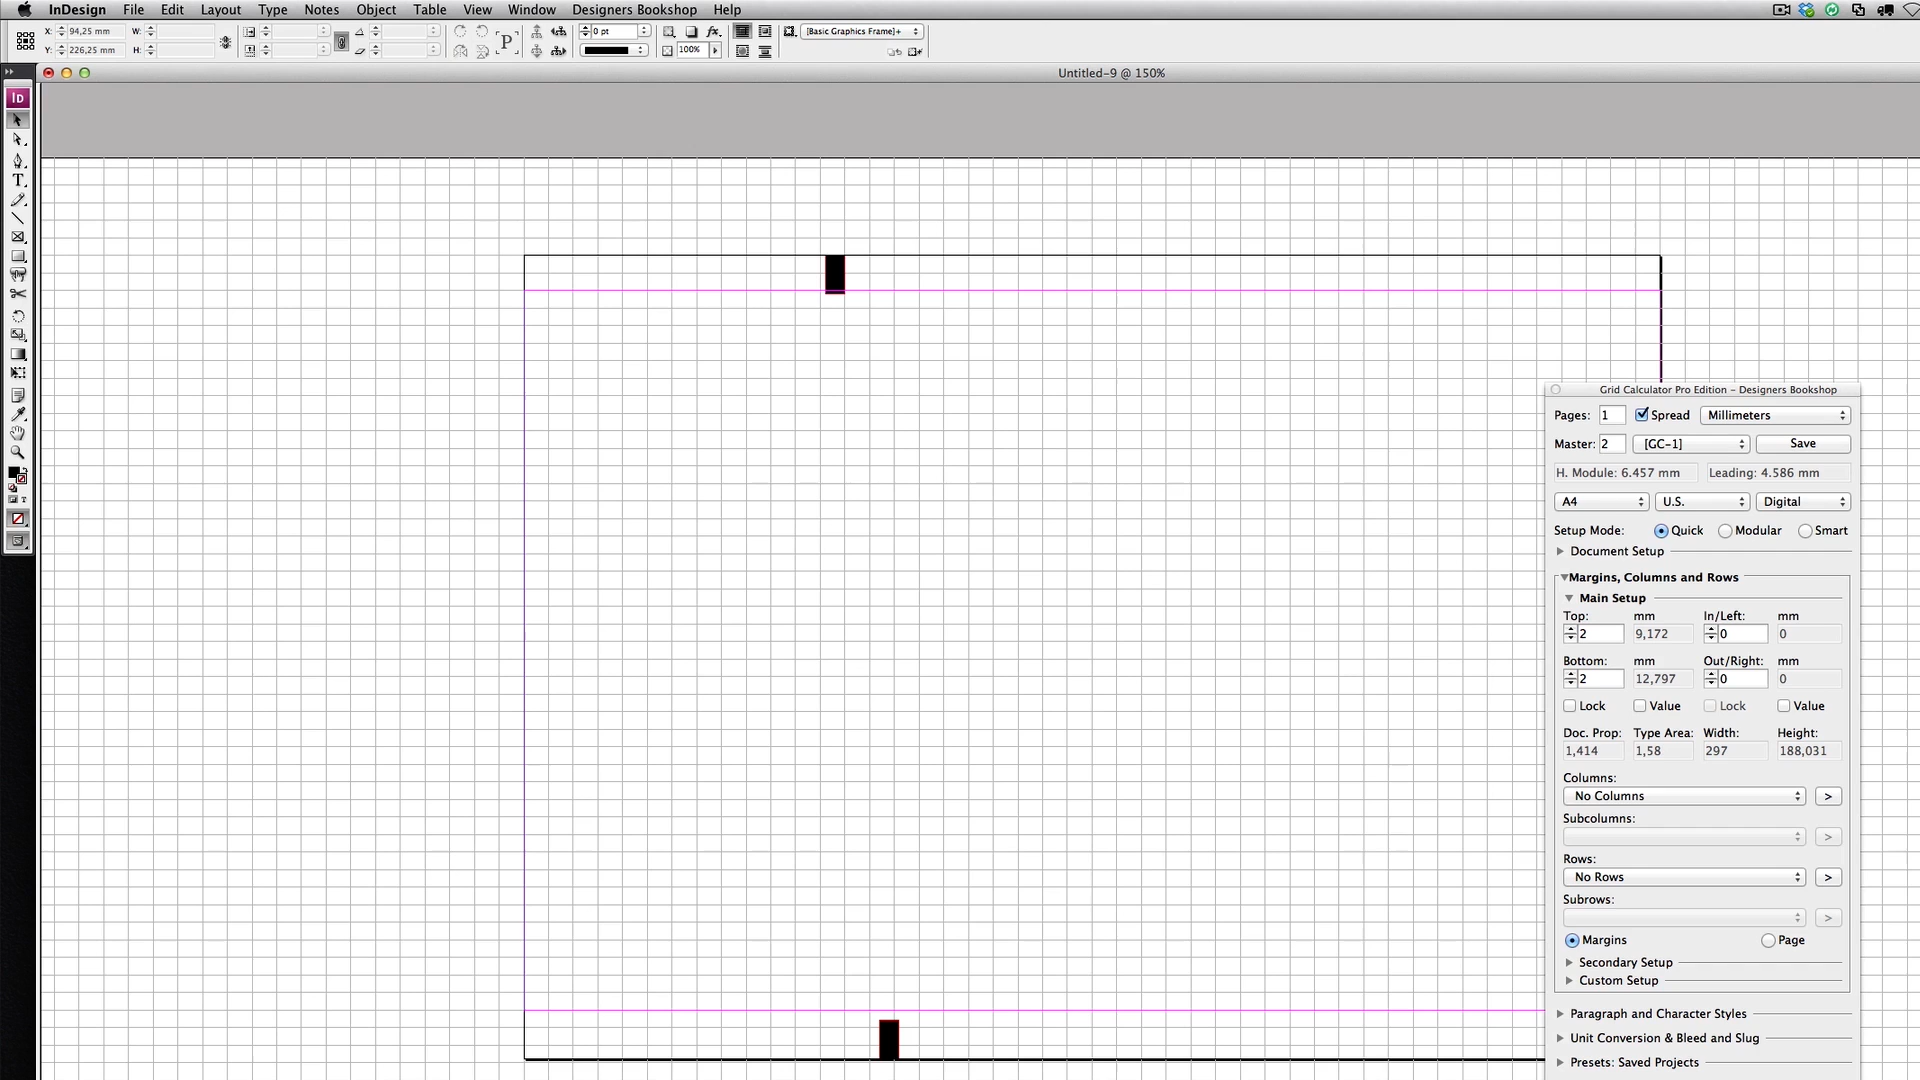 InDesign File Edit Layout Type Notes Object Table View Window Designers Bookshop Help
X: 94,25 mm W: 0 pt [Basic Graphics Frame]+
Y: 226,25 mm H: 100%
P
Untitled-9 @ 150%
ID
T
Grid Calculator Pro Edition - Designers Bookshop
Pages: 1 Spread Millimeters
Master: 2 [GC-1] Save
H. Module: 6.457 mm Leading: 4.586 mm
A4 U.S. Digital
Setup Mode: Quick Modular Smart
Document Setup
Margins, Columns and Rows
Main Setup
Top: mm In/Left: mm
2 9,172 0 0
Bottom: mm Out/Right: mm
2 12,797 0 0
Lock Value Lock Value
Doc. Prop: Type Area: Width: Height:
1,414 1,58 297 188,031
Columns:
No Columns >
Subcolumns:
>
Rows:
No Rows >
Subrows:
>
Margins Page
Secondary Setup
Custom Setup
Paragraph and Character Styles
Unit Conversion & Bleed and Slug
Presets: Saved Projects